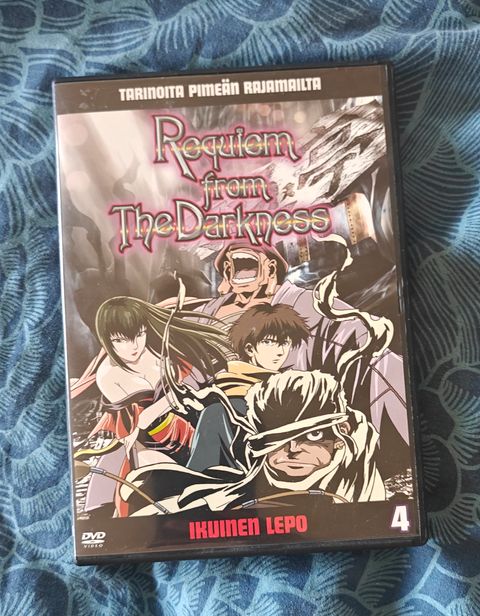 TARINOITA PIMEÄN RAJAMAILTA
Requiem
from
The Darkness
IKUINEN LEPO
4
DVD
VIDEO